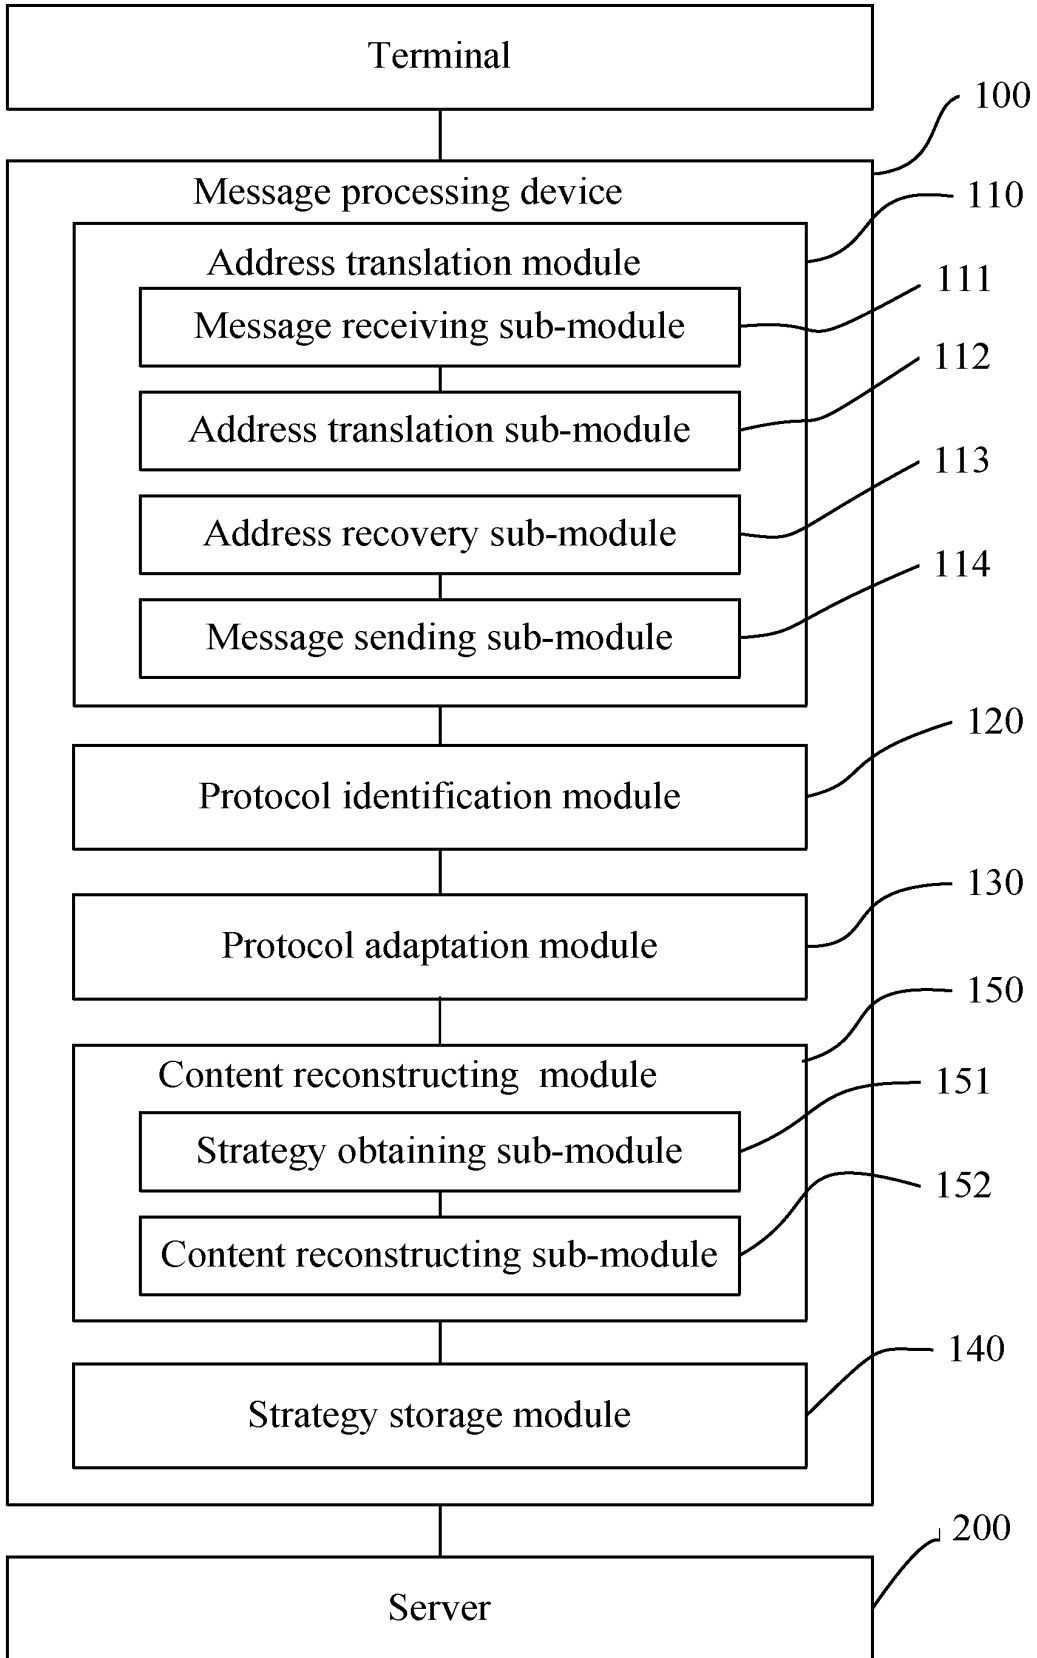 Terminal
100
Message processing device
110
Address translation module
111
Message receiving sub-module
112
Address translation sub-module
113
Address recovery sub-module
114
Message sending sub-module
120
Protocol identification module
130
Protocol adaptation module
150
Content reconstructing  module
151
Strategy obtaining sub-module
152
Content reconstructing sub-module
140
Strategy storage module
200
Server